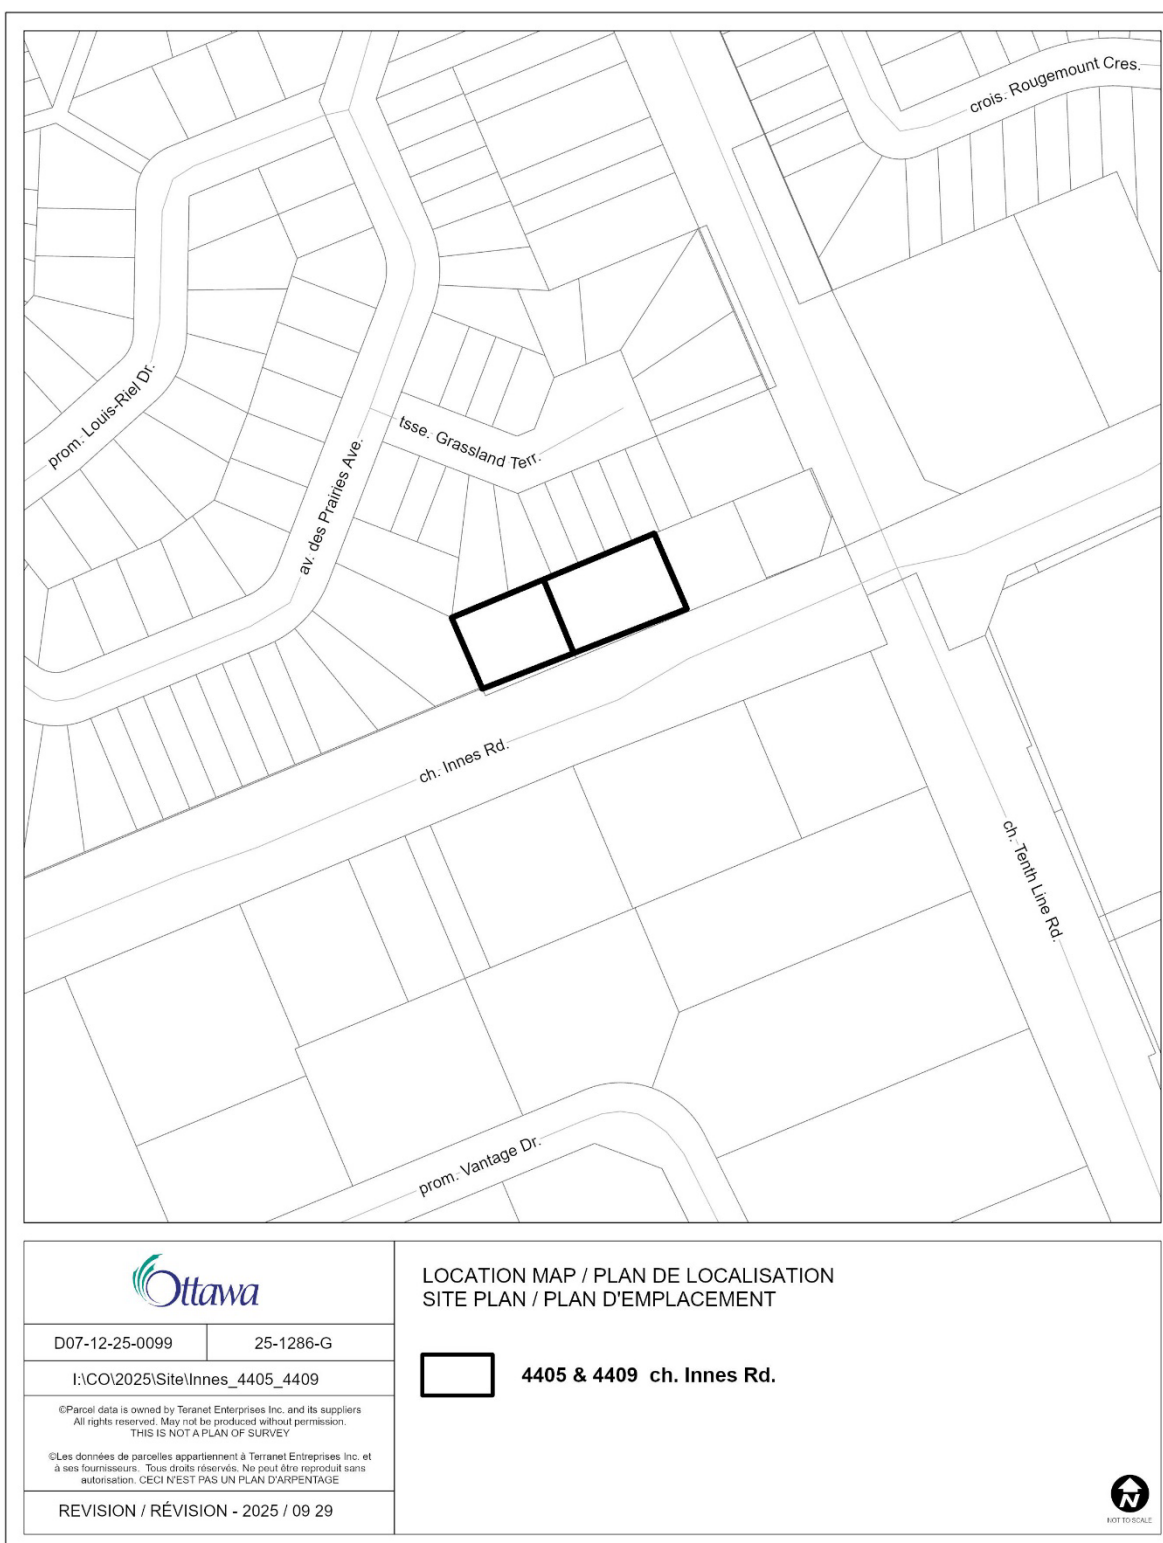 crois. Rougemount Cres.
prom. Louis-Riel Dr.
tsse. Grassland Terr.
av. des Prairies Ave.
ch. Innes Rd.
ch. Tenth Line Rd.
prom. Vantage Dr.
Ottawa
D07-12-25-0099
25-1286-G
I:\CO\2025\Site\Innes_4405_4409
©Parcel data is owned by Teranet Enterprises Inc. and its suppliers
All rights reserved. May not be produced without permission.
THIS IS NOT A PLAN OF SURVEY
©Les données de parcelles appartiennent à Terranet Entreprises Inc. et
à ses fournisseurs. Tous droits réservés. Ne peut être reproduit sans
autorisation. CECI N'EST PAS UN PLAN D'ARPENTAGE
REVISION / RÉVISION - 2025 / 09 29
LOCATION MAP / PLAN DE LOCALISATION
SITE PLAN / PLAN D'EMPLACEMENT
4405 & 4409 ch. Innes Rd.
N
NOT TO SCALE